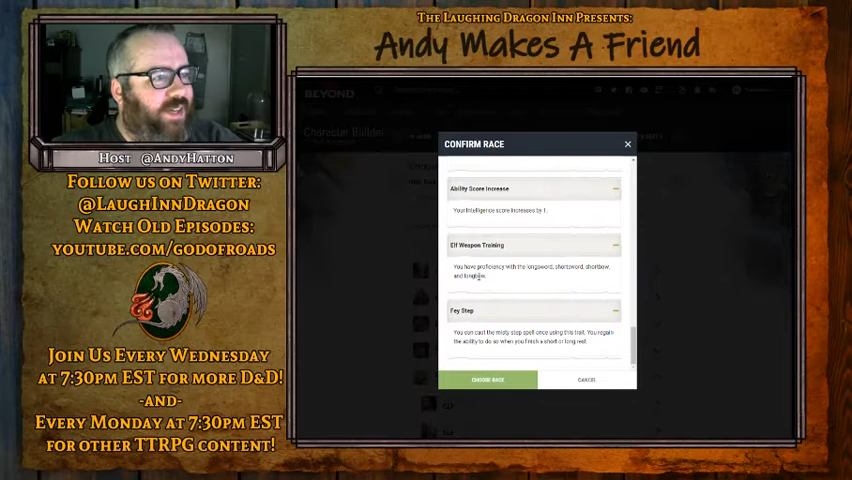 The Laughing Dragon Inn Presents:
Andy Makes A Friend
Host @AndyHatton
Follow us on Twitter:
@LaughInnDragon
Watch Old Episodes:
youtube.com/godofroads
Join Us Every Wednesday
at 7:30pm EST for more D&D!
-and-
Every Monday at 7:30pm EST
for other TTRPG content!
BEYOND
Character Builder
CONFIRM RACE
Ability Score Increase
Your Intelligence score increases by 1.
Elf Weapon Training
You have proficiency with the longsword, shortsword, shortbow,
and longbow.
Fey Step
You can cast the misty step spell once using this trait. You regain
the ability to do so when you finish a short or long rest.
CHOOSE RACE
CANCEL